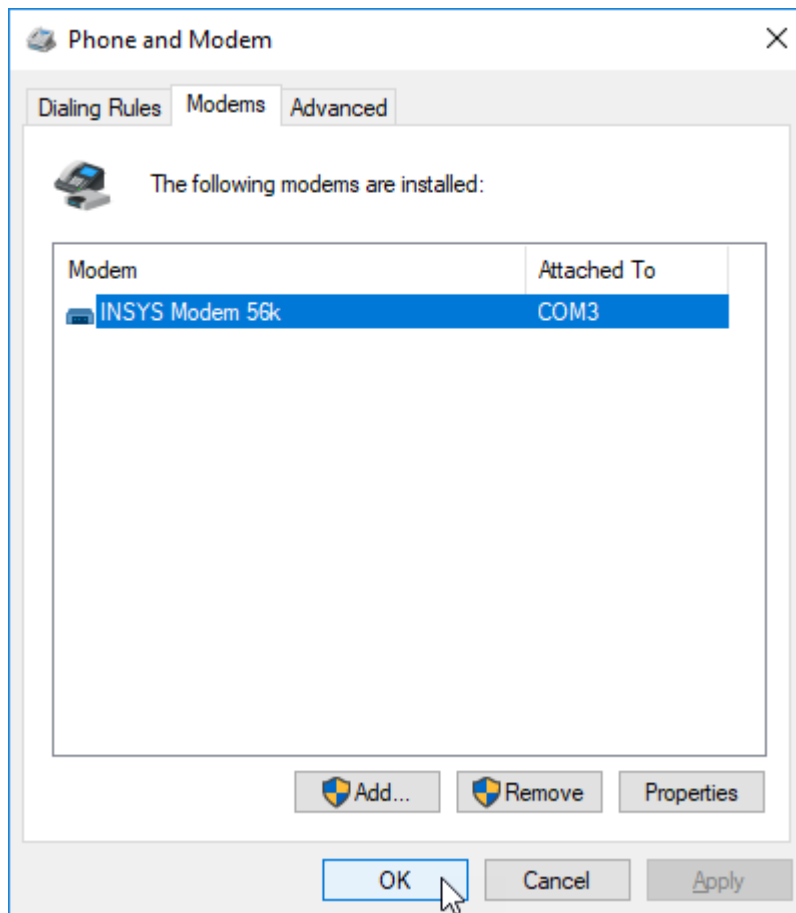 Phone and Modem
Dialing Rules Modems Advanced
The following modems are installed:
Modem Attached To
INSYS Modem 56k COM3
Add... Remove Properties
OK Cancel Apply